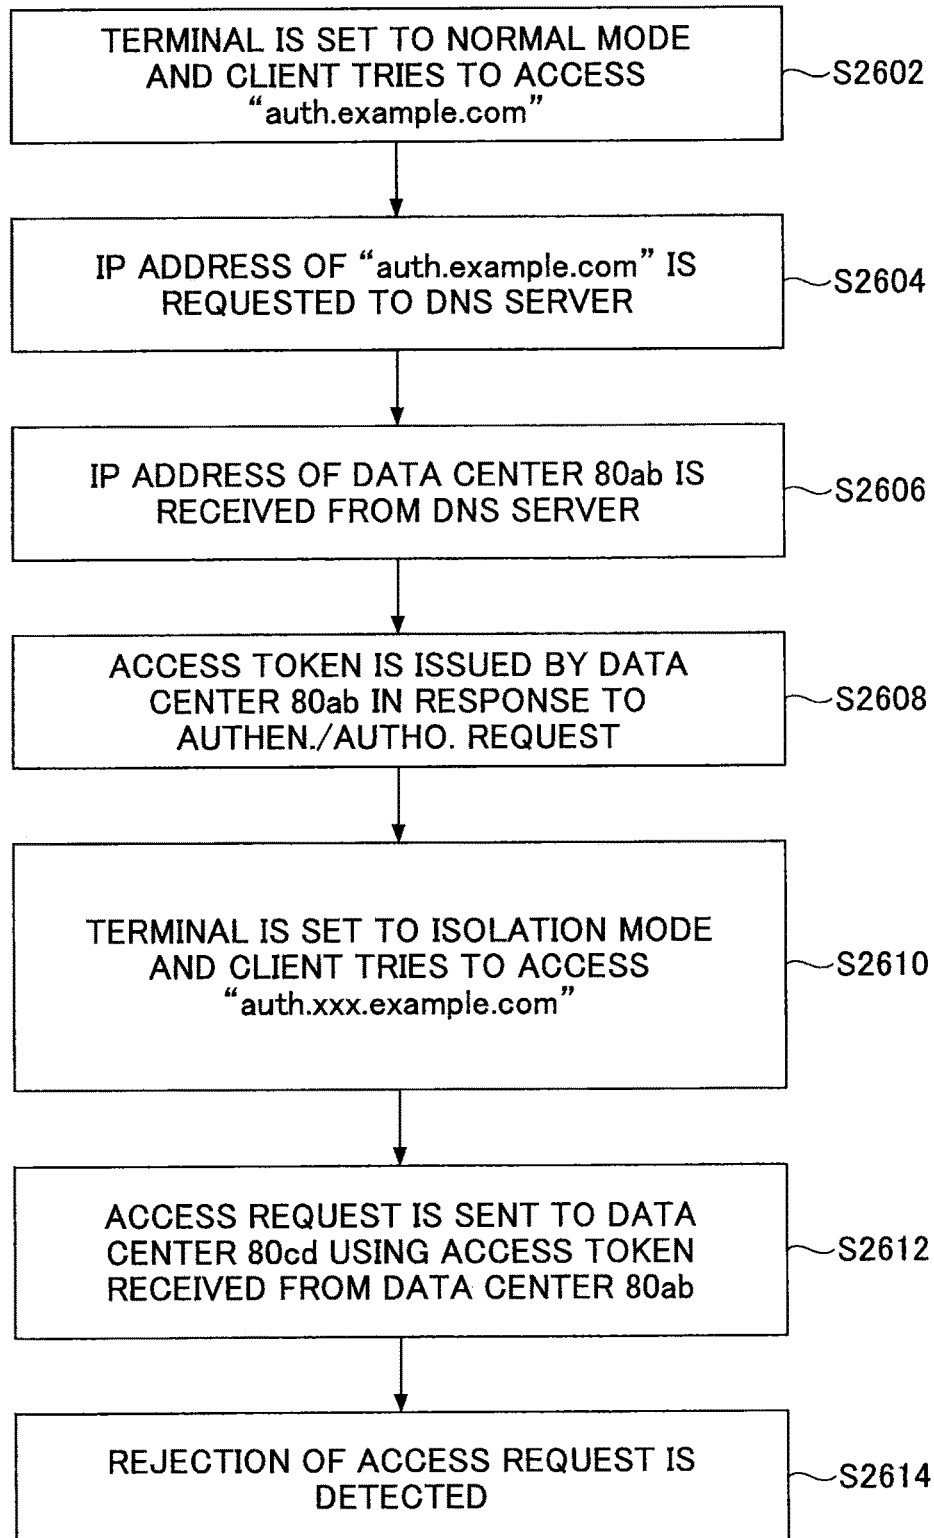 TERMINAL IS SET TO NORMAL MODE
AND CLIENT TRIES TO ACCESS
“auth.example.com”
S2602
IP ADDRESS OF “auth.example.com” IS
REQUESTED TO DNS SERVER
S2604
IP ADDRESS OF DATA CENTER 80ab IS
RECEIVED FROM DNS SERVER
S2606
ACCESS TOKEN IS ISSUED BY DATA
CENTER 80ab IN RESPONSE TO
AUTHEN./AUTHO. REQUEST
S2608
TERMINAL IS SET TO ISOLATION MODE
AND CLIENT TRIES TO ACCESS
“auth.xxx.example.com”
S2610
ACCESS REQUEST IS SENT TO DATA
CENTER 80cd USING ACCESS TOKEN
RECEIVED FROM DATA CENTER 80ab
S2612
REJECTION OF ACCESS REQUEST IS
DETECTED
S2614